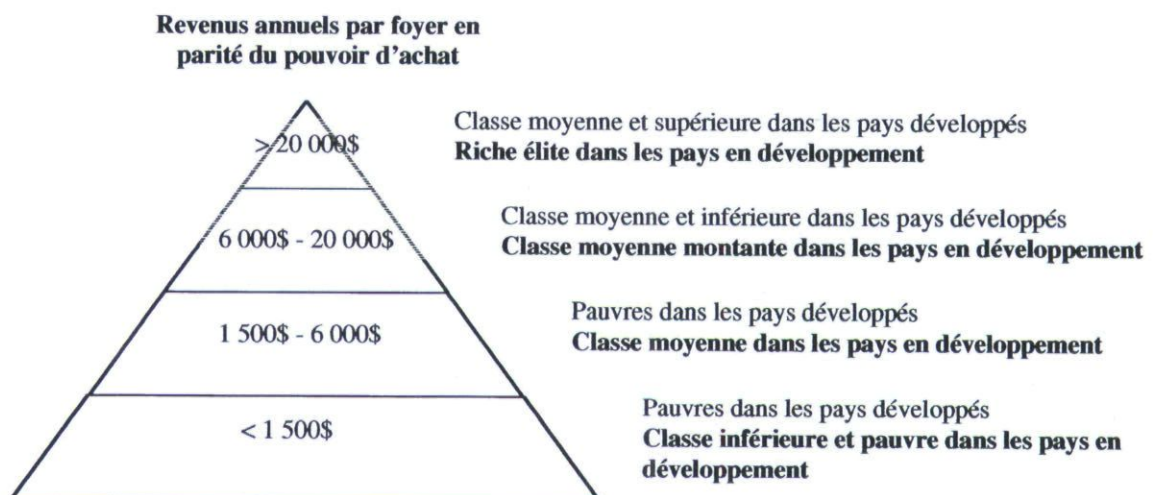 Revenus annuels par foyer en
parité du pouvoir d'achat
> 20 000$
Classe moyenne et supérieure dans les pays développés
Riche élite dans les pays en développement
6 000$ - 20 000$
Classe moyenne et inférieure dans les pays développés
Classe moyenne montante dans les pays en développement
1 500$ - 6 000$
Pauvres dans les pays développés
Classe moyenne dans les pays en développement
< 1 500$
Pauvres dans les pays développés
Classe inférieure et pauvre dans les pays en
développement